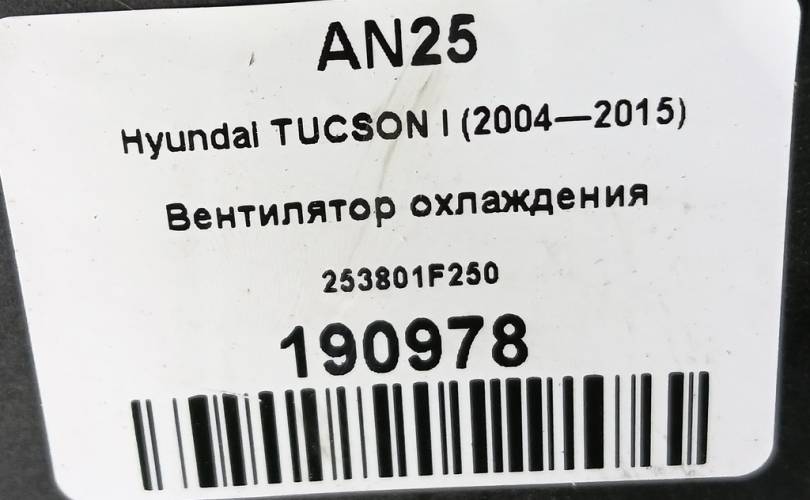 AN25
Hyundai TUCSON I (2004—2015)
Вентилятор охлаждения
253801F250
190978